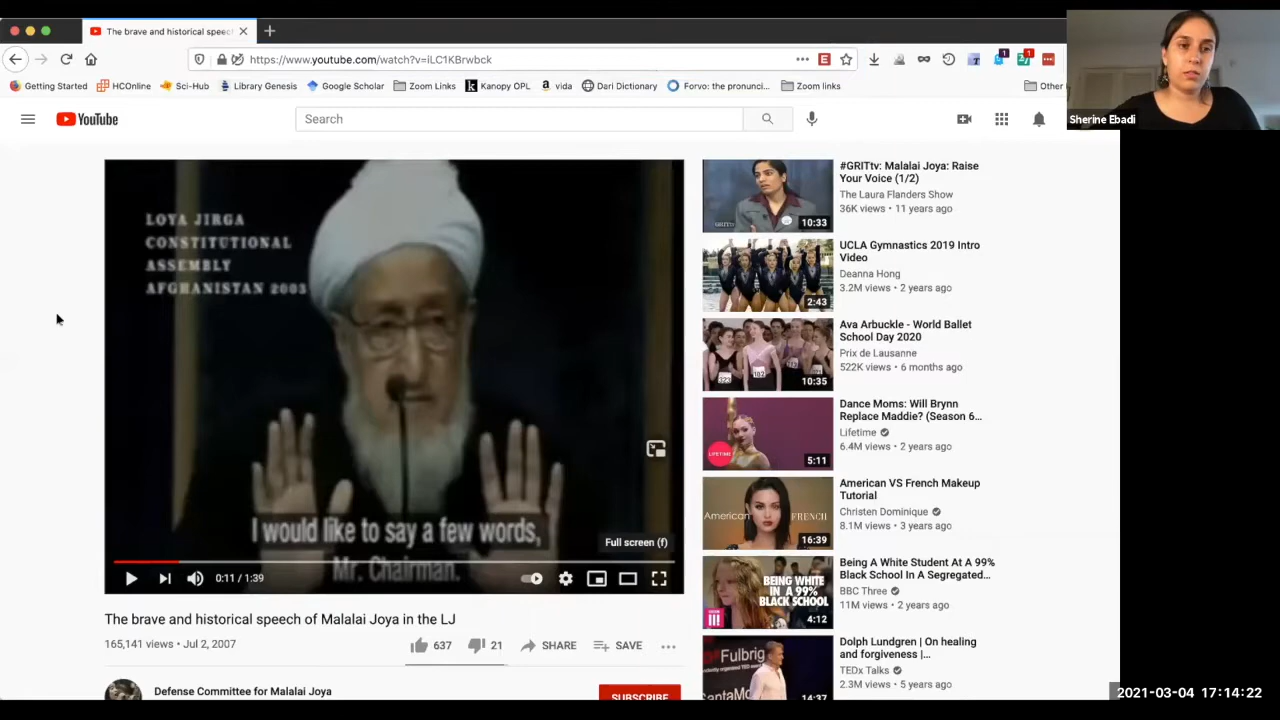 The brave and historical speec
https://www.youtube.com/watch?v=iLC1KBrwbck
E
1
1
Getting Started
HCOnline
Sci-Hub
Library Genesis
Google Scholar
Zoom Links
Kanopy OPL
vida
Dari Dictionary
Forvo: the pronunci...
Zoom links
Other
Sherine Ebadi
YouTube
Search
LOYA JIRGA
CONSTITUTIONAL
ASSEMBLY
AFGHANISTAN 2003
I would like to say a few words,
Mr. Chairman.
Full screen (f)
0:11 / 1:39
The brave and historical speech of Malalai Joya in the LJ
165,141 views • Jul 2, 2007
637
21
SHARE
SAVE
Defense Committee for Malalai Joya
SUBSCRIBE
#GRITtv: Malalai Joya: Raise
Your Voice (1/2)
The Laura Flanders Show
36K views • 11 years ago
10:33
UCLA Gymnastics 2019 Intro
Video
Deanna Hong
3.2M views • 2 years ago
2:43
Ava Arbuckle - World Ballet
School Day 2020
Prix de Lausanne
522K views • 6 months ago
10:35
Dance Moms: Will Brynn
Replace Maddie? (Season 6...
Lifetime
6.4M views • 2 years ago
LIFETIME
5:11
American VS French Makeup
Tutorial
Christen Dominique
8.1M views • 3 years ago
American
FRENCH
16:39
Being A White Student At A 99%
Black School In A Segregated...
BBC Three
11M views • 2 years ago
BEING WHITE
IN A 99%
BLACK SCHOOL
4:12
Dolph Lundgren | On healing
and forgiveness |...
TEDx Talks
2.3M views • 5 years ago
Fulbrig
SantaMo
14:37
2021-03-04 17:14:22